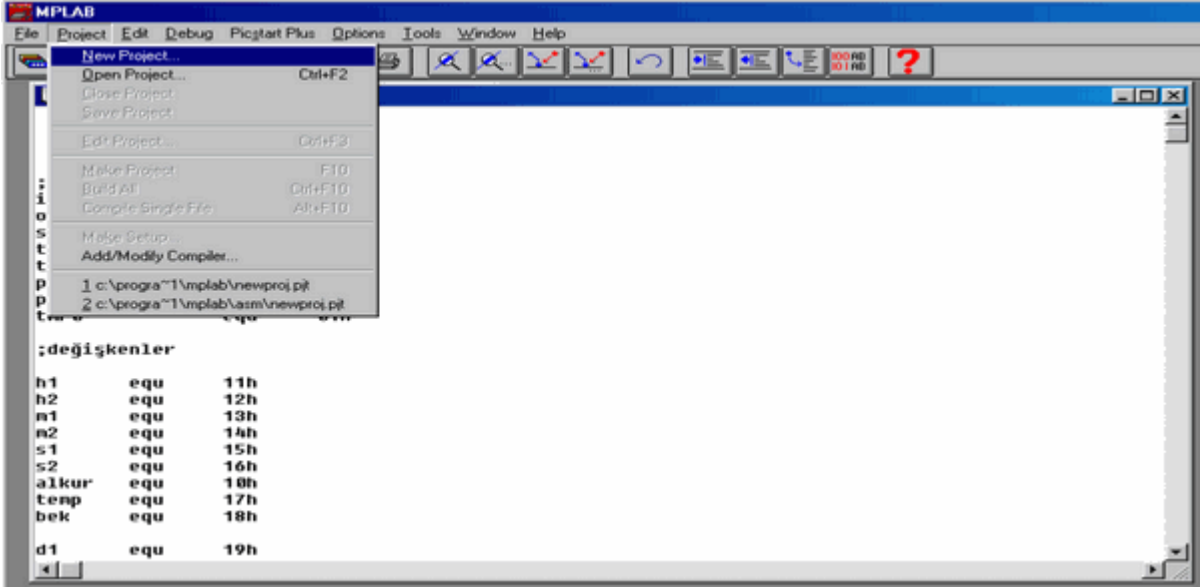 MPLAB
File Project Edit Debug Picstart Plus Options Tools Window Help
New Project...
Open Project... Ctrl+F2
Close Project
Save Project
Edit Project... Ctrl+F3
Make Project F10
Build All Ctrl+F10
Compile Single File Alt+F10
Make Setup...
Add/Modify Compiler...
1 c:\progra~1\mplab\newproj.pjt
2 c:\progra~1\mplab\asm\newproj.pjt
;değişkenler
h1 equ 11h
h2 equ 12h
m1 equ 13h
m2 equ 14h
s1 equ 15h
s2 equ 16h
alkur equ 10h
temp equ 17h
bek equ 18h
d1 equ 19h